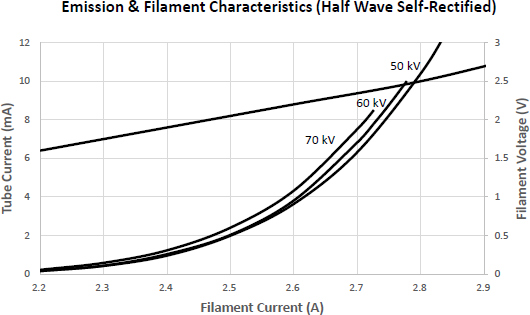 Emission & Filament Characteristics (Half Wave Self-Rectified)
12
10
8
6
4
2
0
Tube Current (mA)
50 kV
60 kV
70 kV
3
2.5
2
1.5
1
0.5
0
Filament Voltage (V)
2.2 2.3 2.4 2.5 2.6 2.7 2.8 2.9
Filament Current (A)